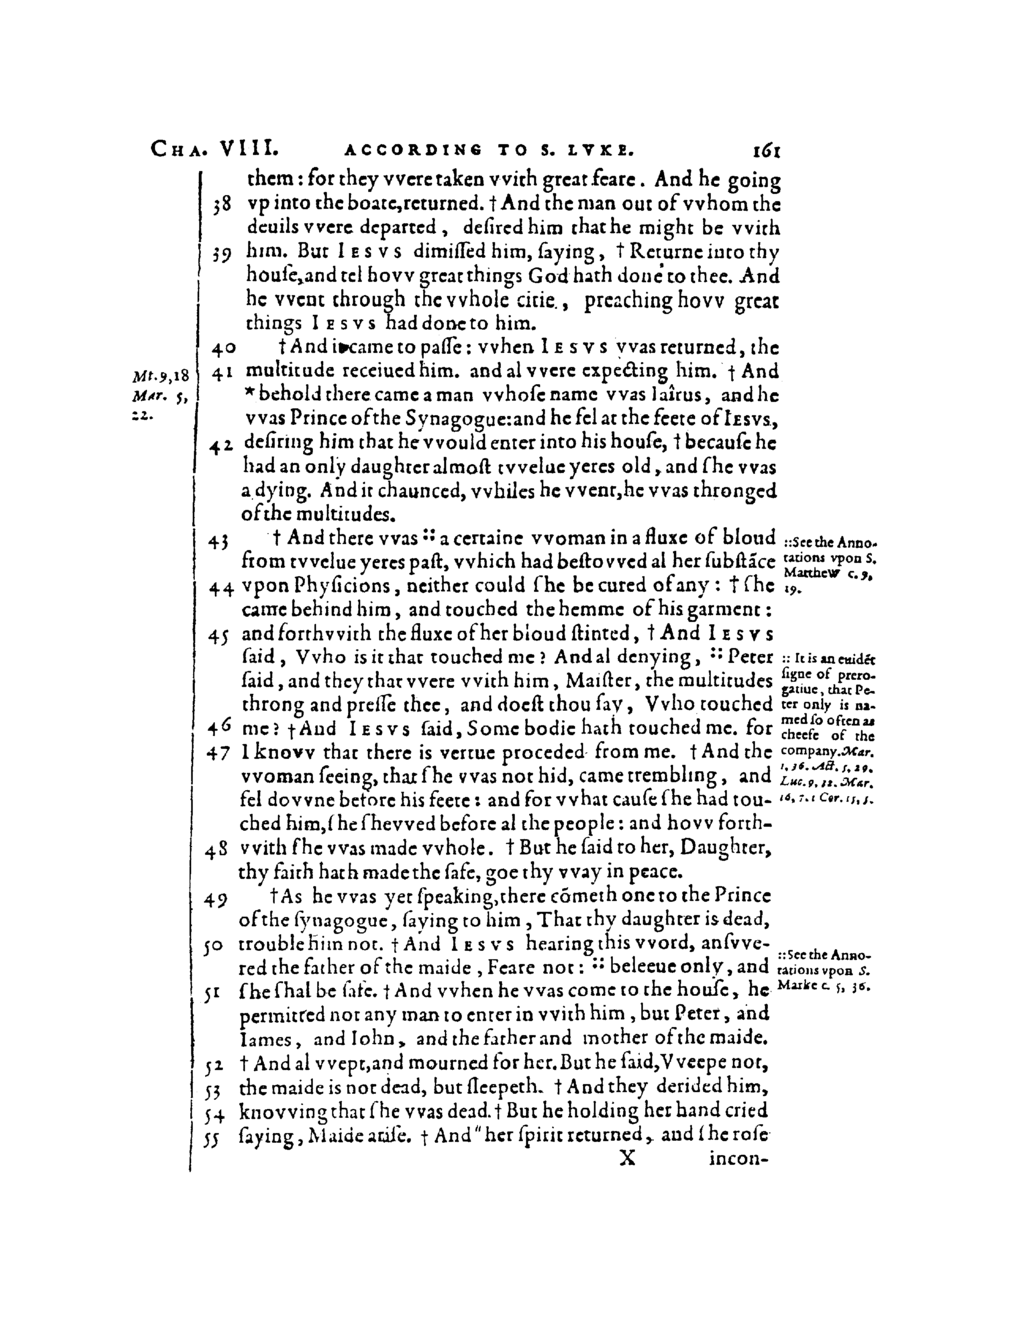 CHA. VIII. ACCORDING TO S. LVKE. 161
them: for they vvere taken vvith great feare. And he going
38 vp into the boate, returned. † And the man out of vvhom the
deuils vvere departed, deſired him that he might be vvith
39 him. But IESVS dimiſſed him, ſaying, † Returne into thy
houſe, and tel hovv great things God hath done to thee. And
he vvent through the vvhole citie, preaching hovv great
things IESVS had done to him.
40 † And it came to paſſe: vvhen IESVS vvas returned, the
41 multitude receiued him. and al vvere expecting him. † And
* behold there came a man vvhoſe name vvas Iaîrus, and he
vvas Prince of the Synagogue: and he fel at the feete of IESVS,
42 deſiring him that he vvould enter into his houſe, † becauſe he
had an only daughter almoſt tvvelue yeres old, and ſhe vvas
a dying. And it chaunced, vvhiles he vvent, he vvas thronged
of the multitudes.
43 † And there vvas :: a certaine vvoman in a fluxe of bloud
from tvvelue yeres paſt, vvhich had beſtovved al her ſubſtāce
44 vpon Phyſicions, neither could ſhe be cured of any: † ſhe
came behind him, and touched the hemme of his garment:
45 and forthvvith the fluxe of her bloud ſtinted, † And IESVS
ſaid, VVho is it that touched me? And al denying, :: Peter
ſaid, and they that vvere vvith him, Maiſter, the multitudes
throng and preſſe thee, and doeſt thou ſay, VVho touched
46 me? † And IESVS ſaid, Some bodie hath touched me. for
47 I knovv that there is vertue proceded from me. † And the
vvoman ſeeing, that ſhe vvas not hid, came trembling, and
fel dovvne before his feete: and for vvhat cauſe ſhe had tou-
ched him, ſhe ſhevved before al the people: and hovv forth-
48 vvith ſhe vvas made vvhole. † But he ſaid to her, Daughter,
thy faith hath made the ſafe, goe thy vvay in peace.
49 † As he vvas yet ſpeaking, there cōmeth one to the Prince
of the ſynagogue, ſaying to him, That thy daughter is dead,
50 trouble him not. † And IESVS hearing this vvord, anſvve-
red the father of the maide, Feare not: :: beleeue only, and
51 ſhe ſhal be ſafe. † And vvhen he vvas come to the houſe, he
permitted not any man to enter in vvith him, but Peter, and
Iames, and Iohn, and the father and mother of the maide.
52 † And al vvept, and mourned for her. But he ſaid, VVeepe not,
53 the maide is not dead, but ſleepeth. † And they derided him,
54 knovving that ſhe vvas dead. † But he holding her hand cried
55 ſaying, Maide ariſe. † And " her ſpirit returned, and ſhe roſe
X incon-
Mt. 9,18
Mar. 5,
22.
:: See the Anno-
tations vpon S.
Matthew c. 9,
19.
:: It is an euidēt
ſigne of prero-
gatiue, that Pe-
ter only is na-
med ſo often as
cheefe of the
company. Mar.
1, 36. Act. 5, 29.
Luc. 9, 32. Mar.
16, 7. 1 Cor. 15, 5.
:: See the Anno-
tations vpon S.
Marke c. 5, 36.